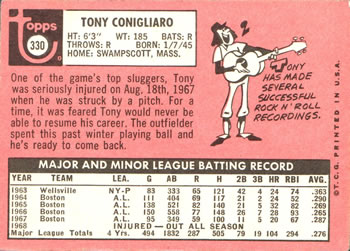 Topps
330
TONY CONIGLIARO
HT: 6'3" WT: 185 BATS: R
THROWS: R BORN: 1/7/45
HOME: SWAMPSCOTT, MASS.
One of the game's top sluggers, Tony
was seriously injured on Aug. 18th, 1967
when he was struck by a pitch. For a
time it was feared Tony would never be
able to resume his career. The outfielder
spent this past winter playing ball and
he's ready to come back.
TONY
HAS MADE
SEVERAL
SUCCESSFUL
ROCK N' ROLL
RECORDINGS.
© T.C.G. PRINTED IN U.S.A.
MAJOR AND MINOR LEAGUE BATTING RECORD
YEAR TEAM LEA. G AB R H 2B 3B HR RBI AVG.
1963 Wellsville NY-P 83 333 65 121 42 4 24 74 .363
1964 Boston A.L. 111 404 69 117 21 2 24 52 .290
1965 Boston A.L. 138 521 82 140 21 5 32 82 .269
1966 Boston A.L. 150 558 77 148 26 7 28 93 .265
1967 Boston A.L. 95 349 59 100 11 5 20 67 .287
1968 INJURED—OUT ALL SEASON
Major League Totals 4 Yrs. 494 1832 287 505 79 19 104 294 .276